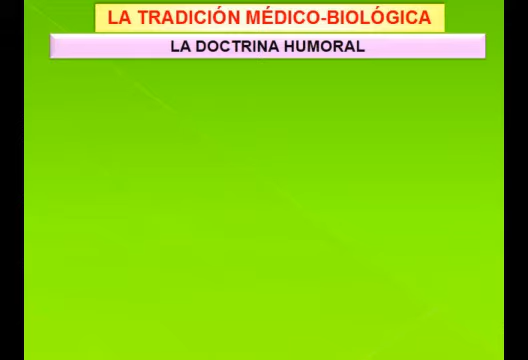 LA TRADICIÓN MÉDICO-BIOLÓGICA
LA DOCTRINA HUMORAL